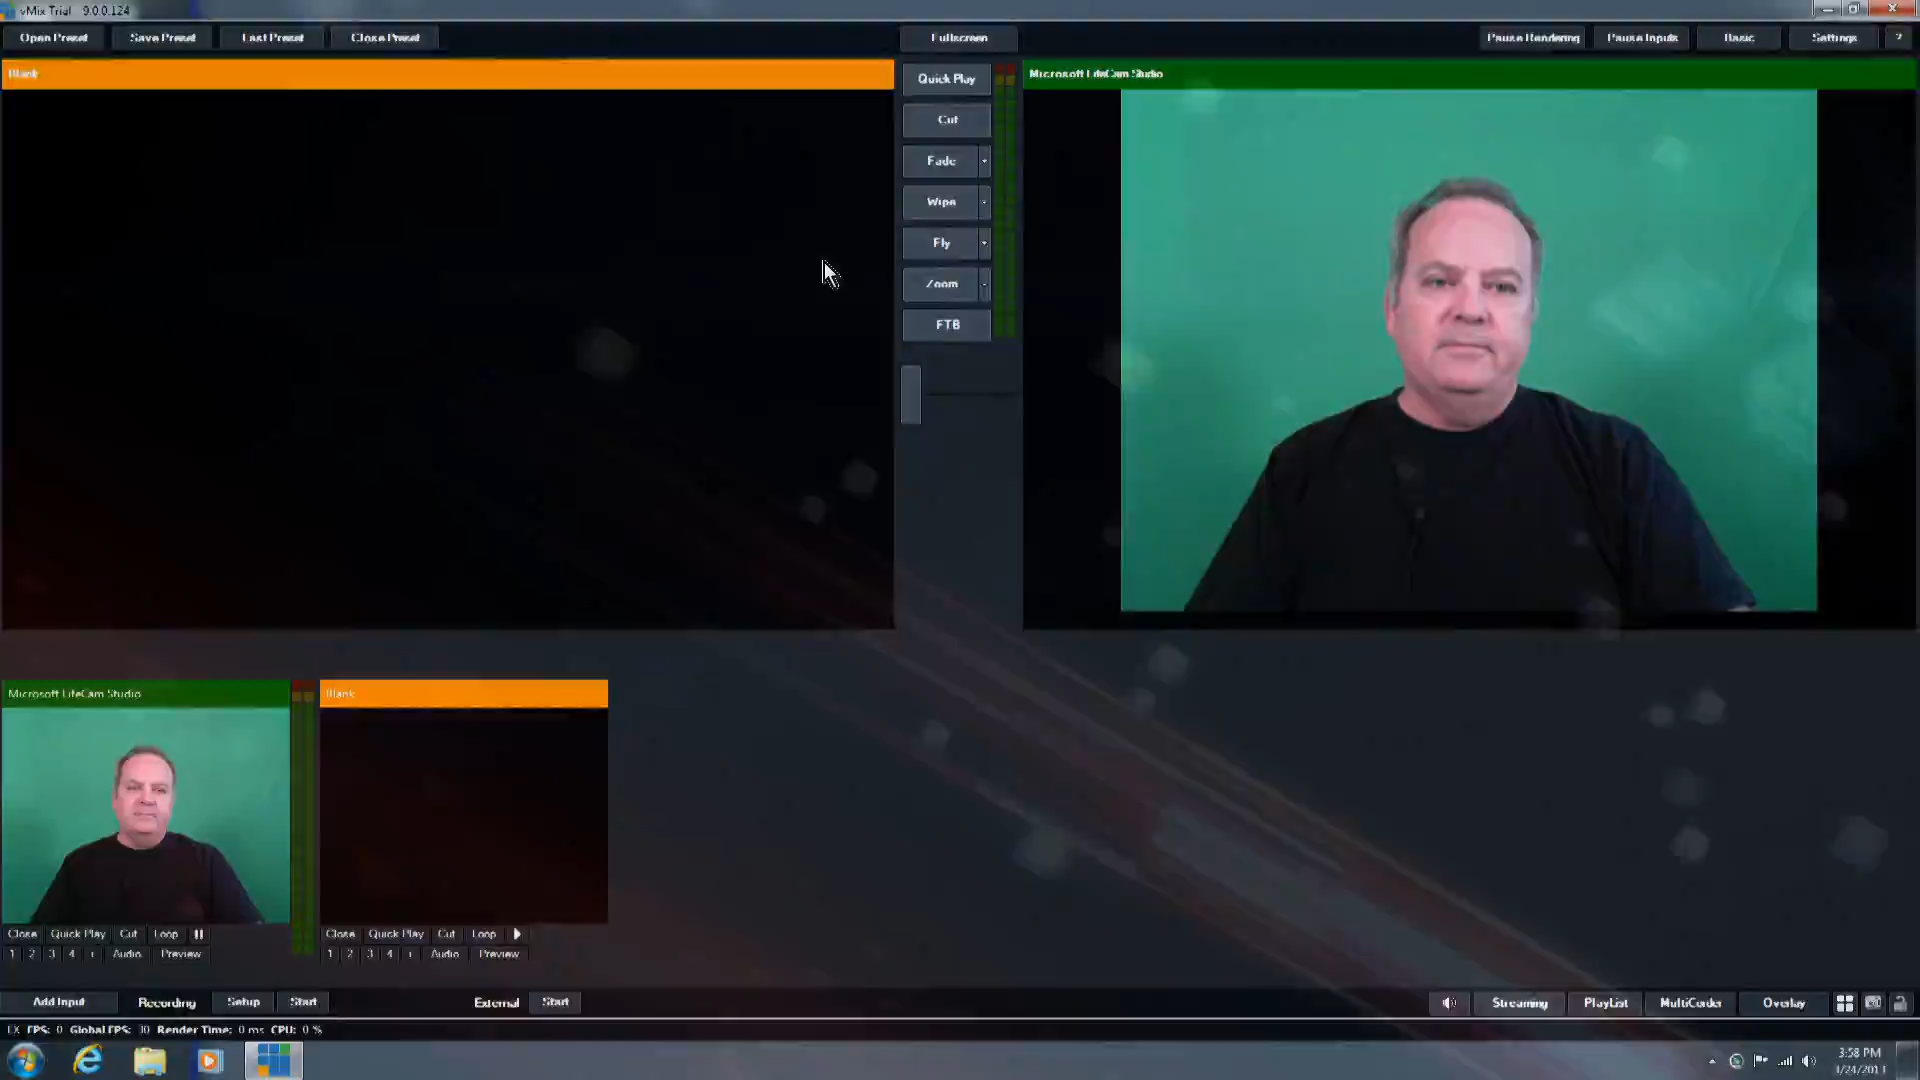 vMix Trial - 9.0.0.124
Open Preset Save Preset Last Preset Close Preset Fullscreen Pause Rendering Pause Inputs Basic Settings ?
Blank Microsoft LifeCam Studio
Quick Play
Cut
Fade
Wipe
Fly
Zoom
FTB
Microsoft LifeCam Studio Blank
Close Quick Play Cut Loop Close Quick Play Cut Loop
1 2 3 4 Audio Preview 1 2 3 4 Audio Preview
Add Input Recording Setup Start External Start Streaming PlayList MultiCorder Overlay
EX FPS: 0 Global FPS: 30 Render Time: 0 ms CPU: 0 %
3:58 PM